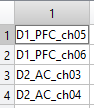 1
1 D1_PFC_ch05
2 D1_PFC_ch06
3 D2_AC_ch03
4 D2_AC_ch04